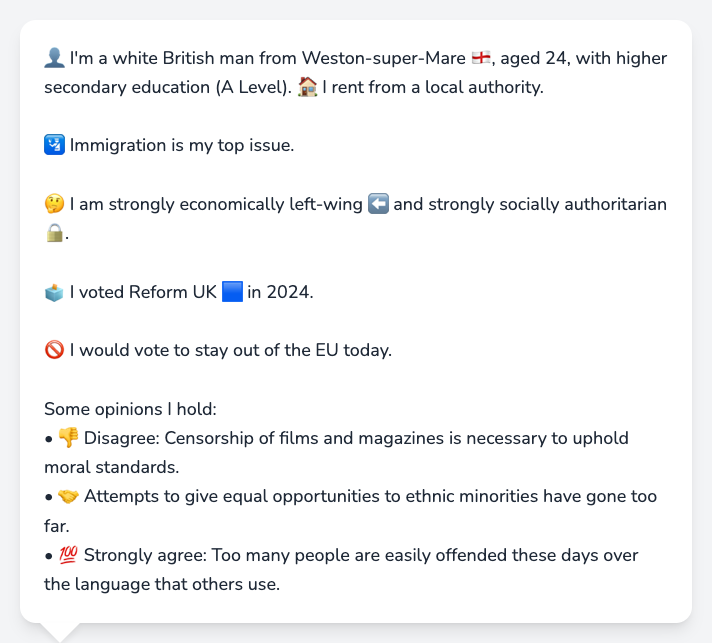 👤 I'm a white British man from Weston-super-Mare 🏴󠁧󠁢󠁥󠁮󠁧󠁿, aged 24, with higher
secondary education (A Level). 🏠 I rent from a local authority.
🛂 Immigration is my top issue.
🤔 I am strongly economically left-wing ⬅️ and strongly socially authoritarian
🔒.
🗳️ I voted Reform UK 🟦 in 2024.
🚫 I would vote to stay out of the EU today.
Some opinions I hold:
• 👎 Disagree: Censorship of films and magazines is necessary to uphold
moral standards.
• 🤝 Attempts to give equal opportunities to ethnic minorities have gone too
far.
• 💯 Strongly agree: Too many people are easily offended these days over
the language that others use.